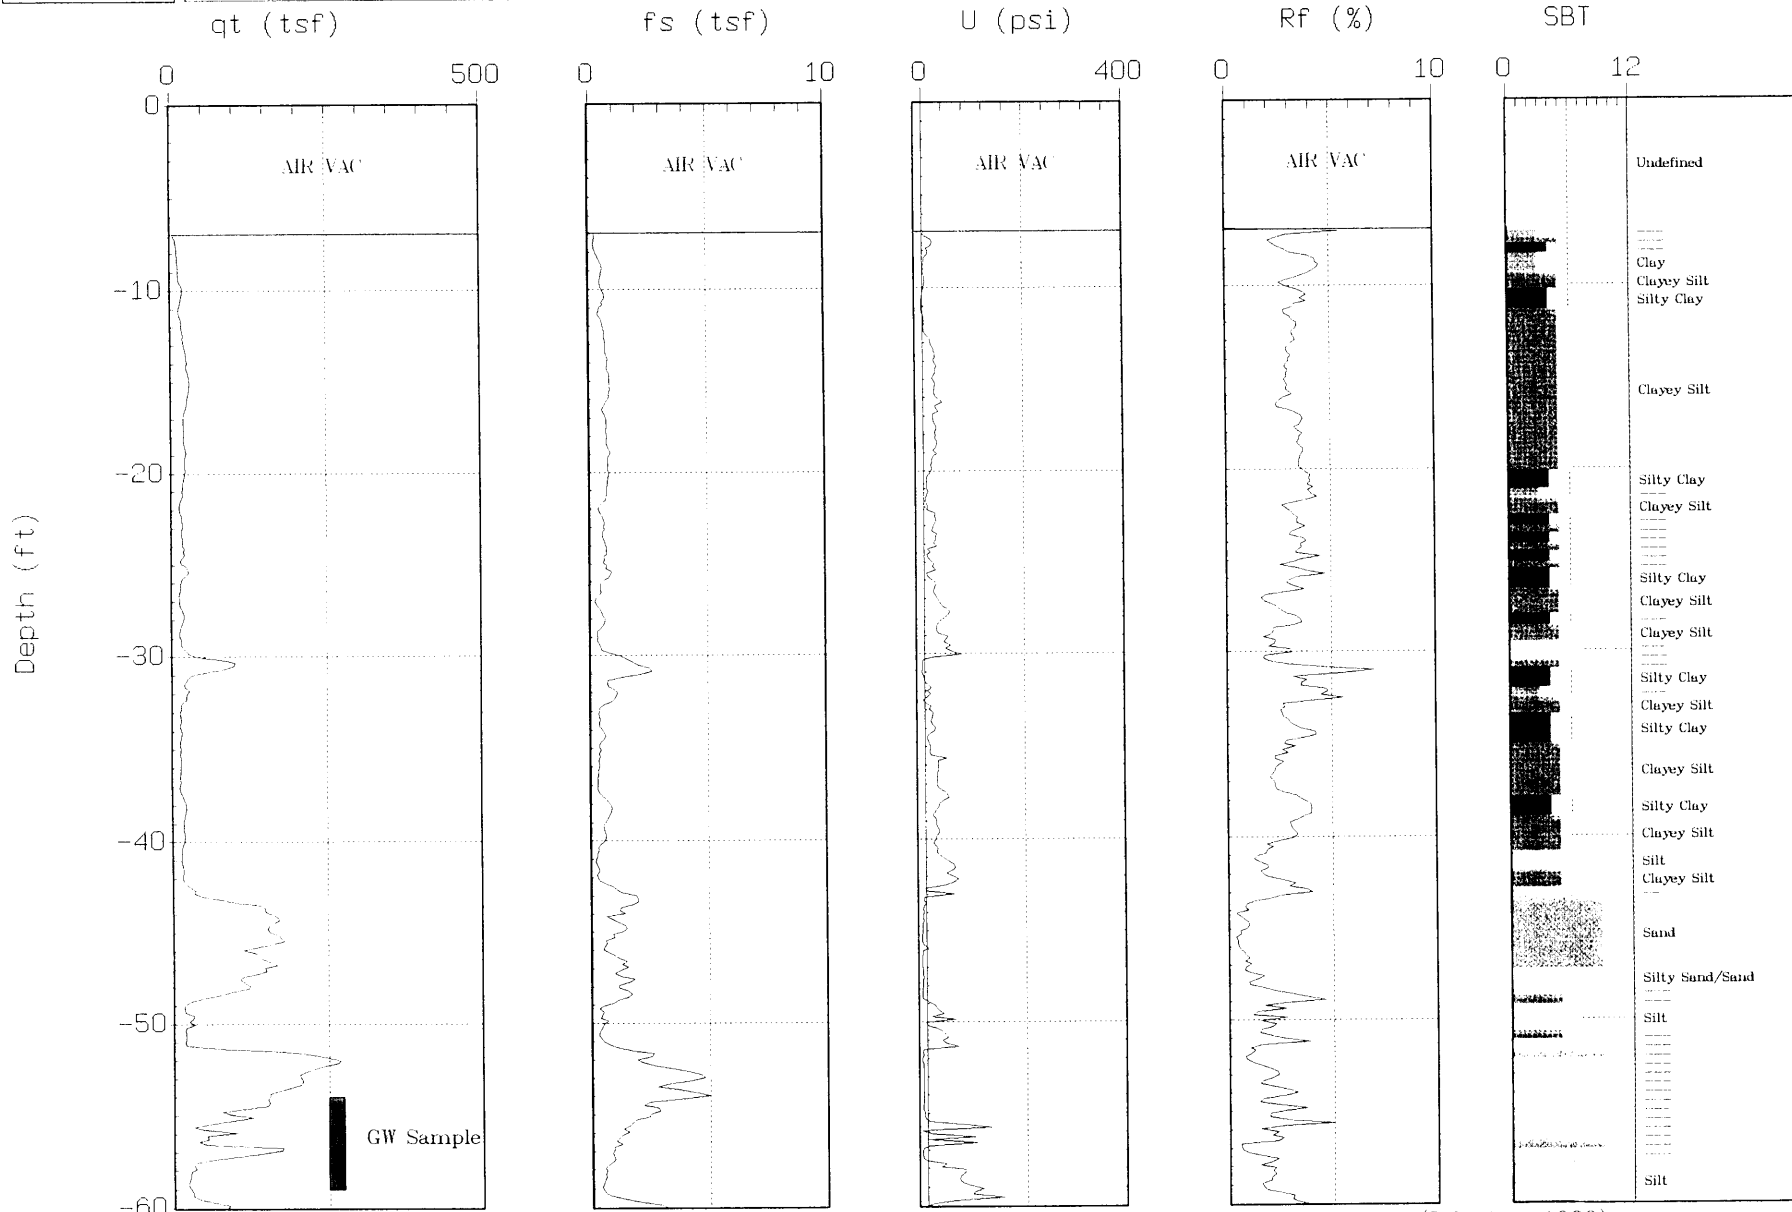 qt (tsf) fs (tsf) U (psi) Rf (%) SBT
0 500 0 10 0 400 0 10 0 12
0
AIR VAC AIR VAC AIR VAC AIR VAC
Undefined
Clay
Clayey Silt
-10
Silty Clay
Clayey Silt
-20
Silty Clay
Clayey Silt
Depth (ft)
Silty Clay
Clayey Silt
Clayey Silt
-30
Silty Clay
Clayey Silt
Silty Clay
Clayey Silt
Silty Clay
Clayey Silt
-40
Silt
Clayey Silt
Sand
Silty Sand/Sand
-50
Silt
GW Sample
Silt
-60